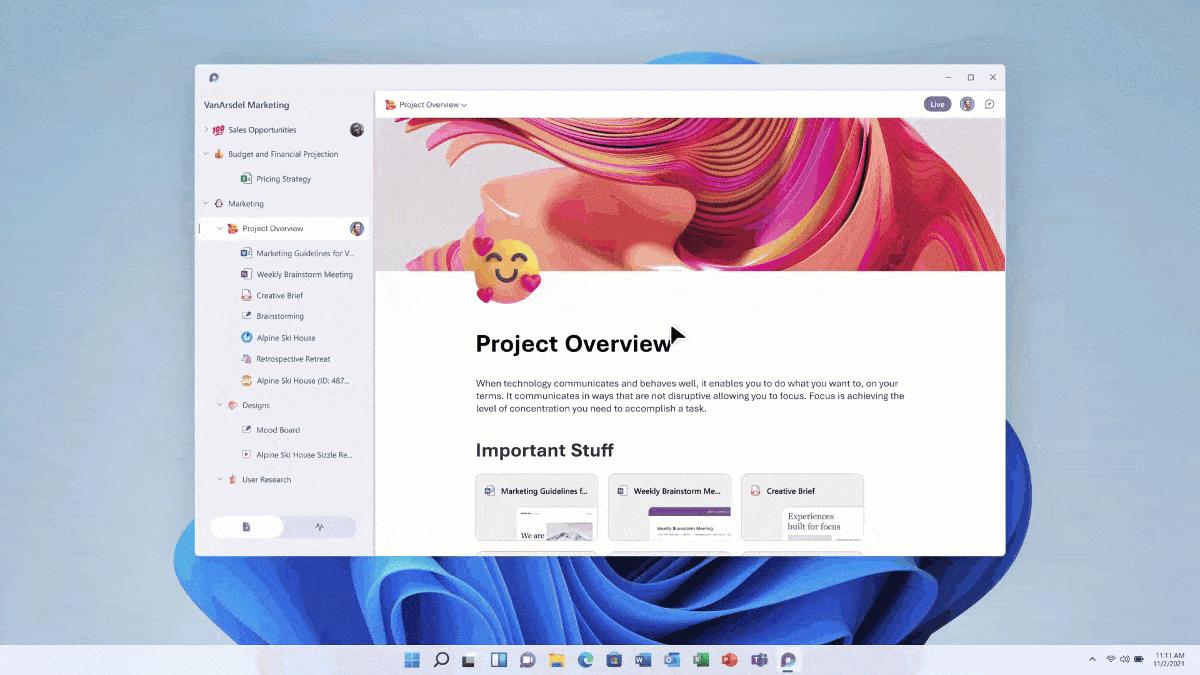 VanArsdel Marketing
Project Overview
Live
Sales Opportunities
Budget and Financial Projection
Pricing Strategy
Marketing
Project Overview
Marketing Guidelines for V...
Weekly Brainstorm Meeting
Creative Brief
Brainstorming
Alpine Ski House
Retrospective Retreat
Alpine Ski House (ID: 487...
Designs
Mood Board
Alpine Ski House Sizzle Re...
User Research
Project Overview
When technology communicates and behaves well, it enables you to do what you want to, on your
terms. It communicates in ways that are not disruptive allowing you to focus. Focus is achieving the
level of concentration you need to accomplish a task.
Important Stuff
Marketing Guidelines f...
We are
Weekly Brainstorm Me...
Weekly Brainstorm Meeting
Creative Brief
Experiences
built for focus
11:11 AM
11/2/2021